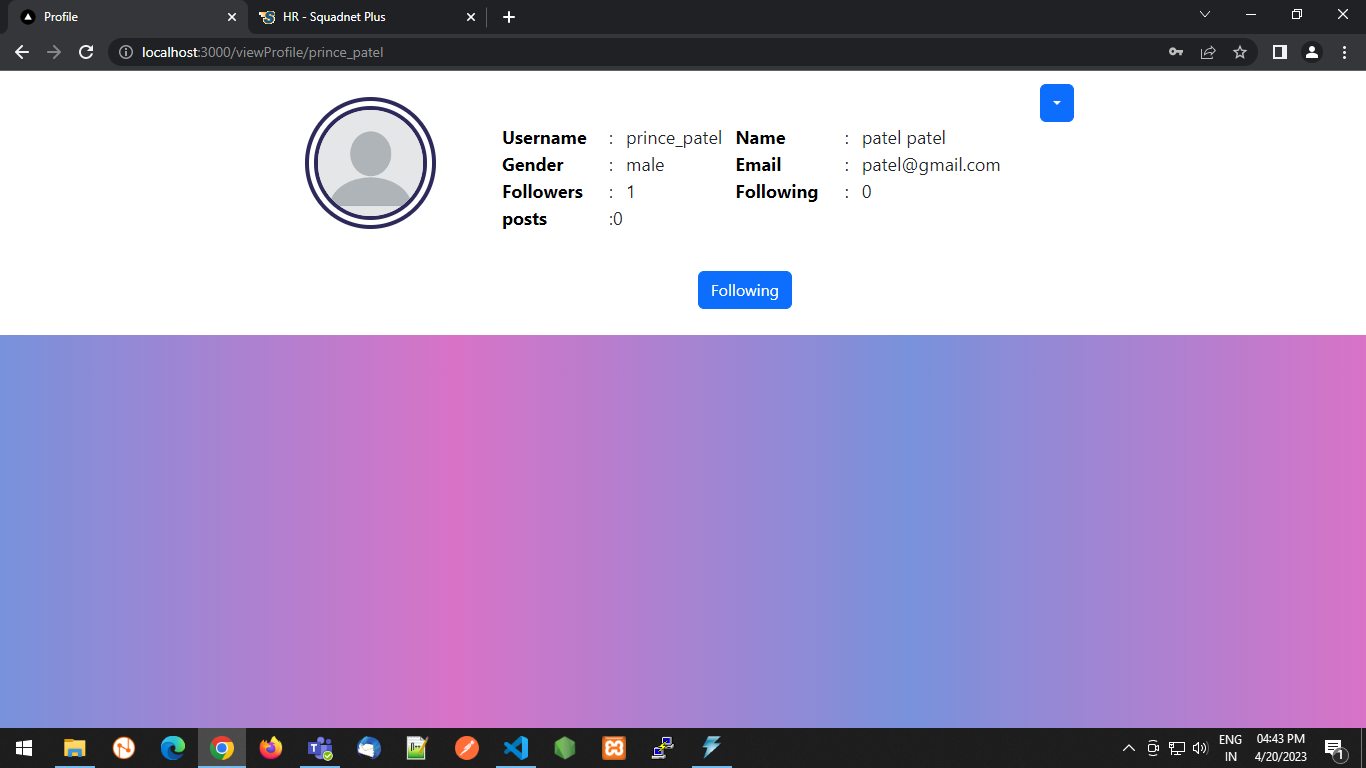 Profile
HR - Squadnet Plus
localhost:3000/viewProfile/prince_patel
Username : prince_patel Name : patel patel
Gender : male Email : patel@gmail.com
Followers : 1 Following : 0
posts :0
Following
ENG
IN
04:43 PM
4/20/2023
1